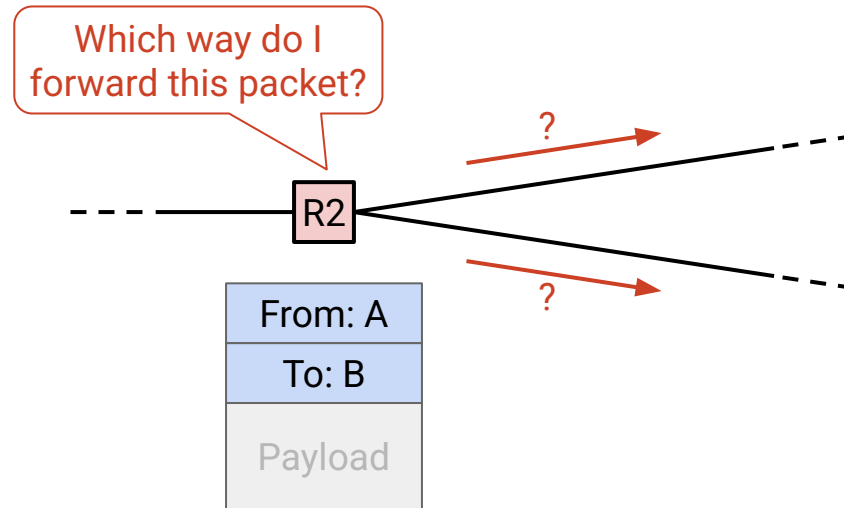 Which way do I
forward this packet?
?
R2
?
From: A
To: B
Payload